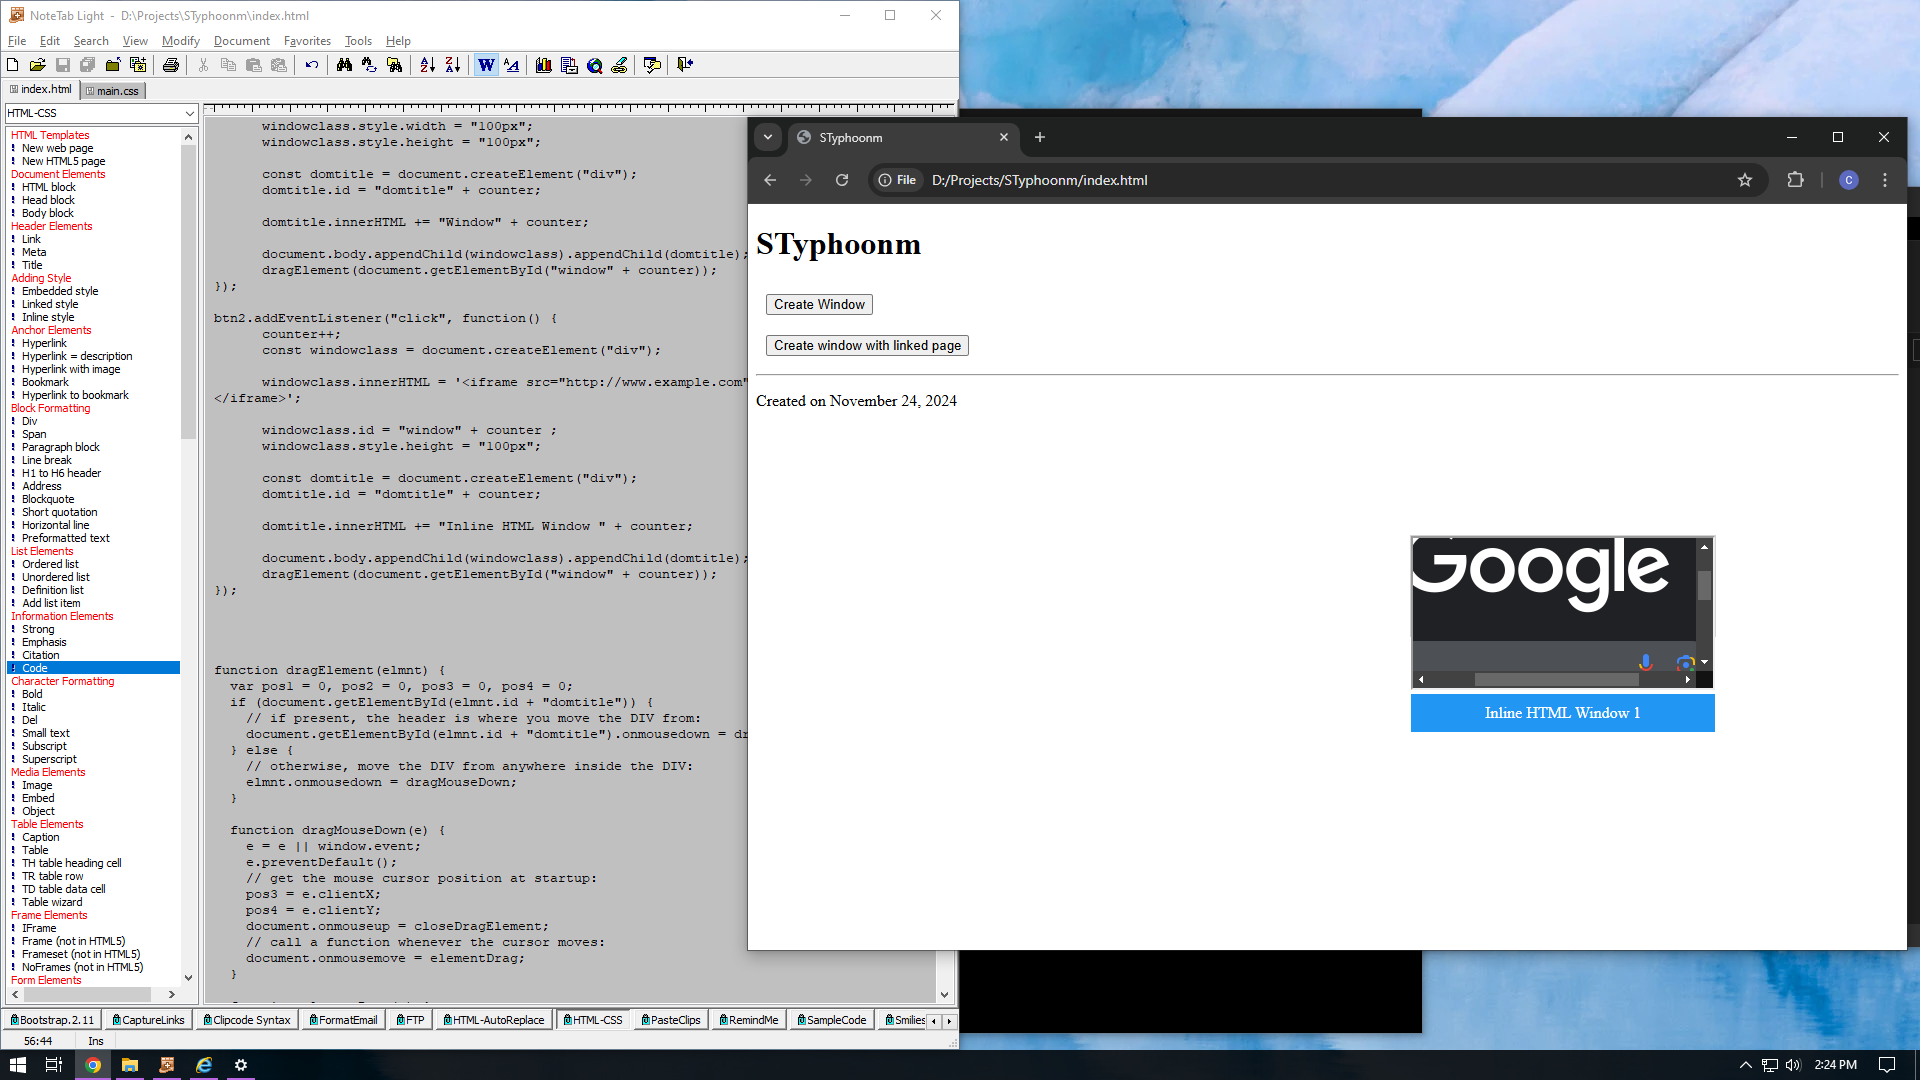 NoteTab Light - D:\Projects\STyphoonm\index.html
File Edit Search View Modify Document Favorites Tools Help
index.html main.css
HTML-CSS
HTML Templates
New web page
New HTML5 page
Document Elements
HTML block
Head block
Body block
Header Elements
Link
Meta
Title
Adding Style
Embedded style
Linked style
Inline style
Anchor Elements
Hyperlink
Hyperlink = description
Hyperlink with image
Bookmark
Hyperlink to bookmark
Block Formatting
Div
Span
Paragraph block
Line break
H1 to H6 header
Address
Blockquote
Short quotation
Horizontal line
Preformatted text
List Elements
Ordered list
Unordered list
Definition list
Add list item
Information Elements
Strong
Emphasis
Citation
Code
Character Formatting
Bold
Italic
Del
Small text
Subscript
Superscript
Media Elements
Image
Embed
Object
Table Elements
Caption
Table
TH table heading cell
TR table row
TD table data cell
Table wizard
Frame Elements
IFrame
Frame (not in HTML5)
Frameset (not in HTML5)
NoFrames (not in HTML5)
Form Elements
windowclass.style.width = "100px";
windowclass.style.height = "100px";
const domtitle = document.createElement("div");
domtitle.id = "domtitle" + counter;
domtitle.innerHTML += "Window" + counter;
document.body.appendChild(windowclass).appendChild(domtitle);
dragElement(document.getElementById("window" + counter));
});
btn2.addEventListener("click", function() {
counter++;
const windowclass = document.createElement("div");
windowclass.innerHTML = '<iframe src="http://www.example.com"
</iframe>';
windowclass.id = "window" + counter ;
windowclass.style.height = "100px";
const domtitle = document.createElement("div");
domtitle.id = "domtitle" + counter;
domtitle.innerHTML += "Inline HTML Window " + counter;
document.body.appendChild(windowclass).appendChild(domtitle);
dragElement(document.getElementById("window" + counter));
});
function dragElement(elmnt) {
var pos1 = 0, pos2 = 0, pos3 = 0, pos4 = 0;
if (document.getElementById(elmnt.id + "domtitle")) {
// if present, the header is where you move the DIV from:
document.getElementById(elmnt.id + "domtitle").onmousedown = dr
} else {
// otherwise, move the DIV from anywhere inside the DIV:
elmnt.onmousedown = dragMouseDown;
}
function dragMouseDown(e) {
e = e || window.event;
e.preventDefault();
// get the mouse cursor position at startup:
pos3 = e.clientX;
pos4 = e.clientY;
document.onmouseup = closeDragElement;
// call a function whenever the cursor moves:
document.onmousemove = elementDrag;
}
Bootstrap.2.11 CaptureLinks Clipcode Syntax FormatEmail FTP HTML-AutoReplace HTML-CSS PasteClips RemindMe SampleCode Smilies
56:44 Ins
STyphoonm
File D:/Projects/STyphoonm/index.html
C
STyphoonm
Create Window
Create window with linked page
Created on November 24, 2024
Google
Inline HTML Window 1
2:24 PM